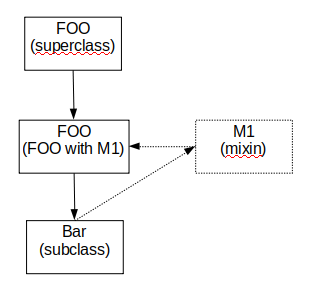 FOO
(superclass)
FOO
(FOO with M1)
M1
(mixin)
Bar
(subclass)